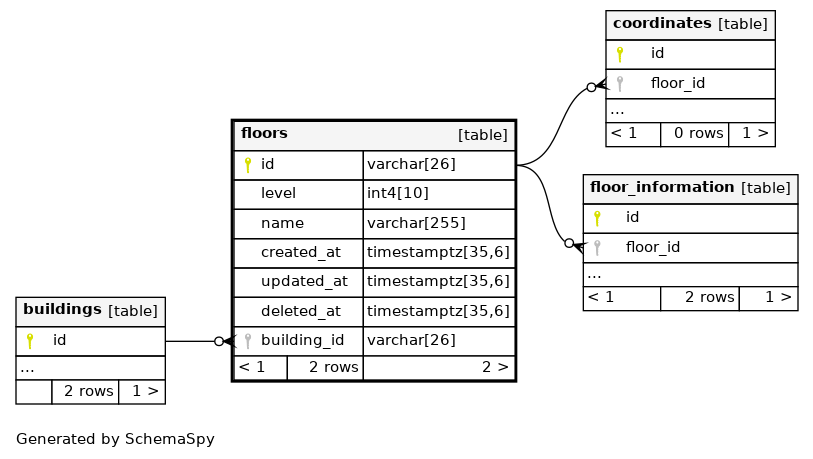 coordinates [table]
id
floor_id
...
< 1 0 rows 1 >
floors [table]
id varchar[26]
level int4[10]
name varchar[255]
created_at timestamptz[35,6]
updated_at timestamptz[35,6]
deleted_at timestamptz[35,6]
building_id varchar[26]
< 1 2 rows 2 >
floor_information [table]
id
floor_id
...
< 1 2 rows 1 >
buildings [table]
id
...
2 rows 1 >
Generated by SchemaSpy